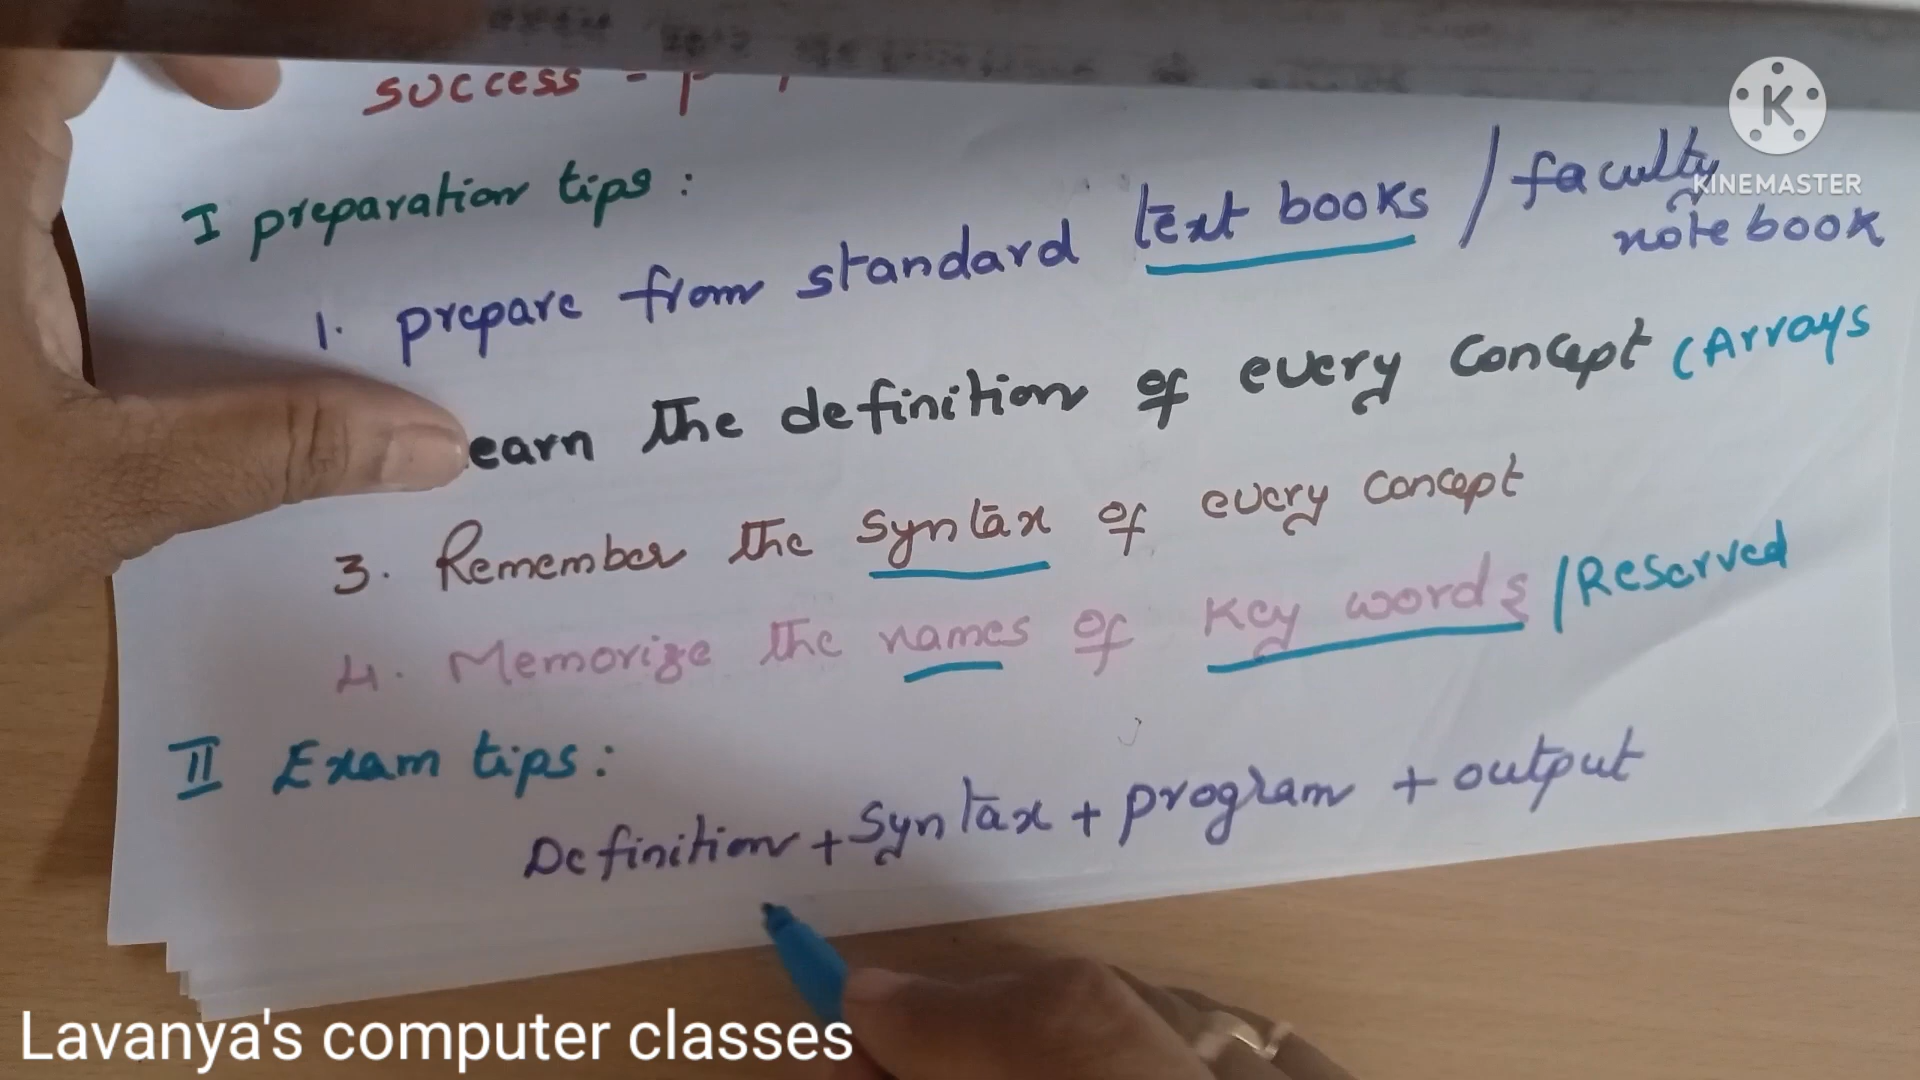 success -
I preparation tips :
1. prepare from standard text books / faculty
note book
earn the definition of every concept (Arrays
3. Remember the syntax of every concept
4. Memorize the names of Key words / Reserved
II Exam tips :
Definition + syntax + program + output
K
KINEMASTER
Lavanya's computer classes